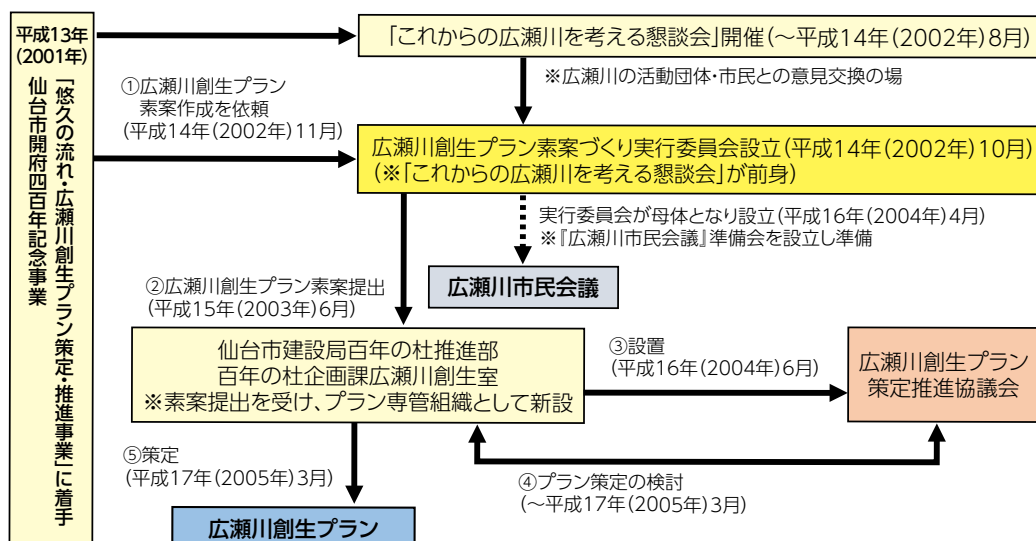 平成13年
(2001年)
「悠久の流れ・広瀬川創生プラン策定・推進事業」に着手
仙台市開府四百年記念事業
「これからの広瀬川を考える懇談会」開催(～平成14年(2002年)8月)
※広瀬川の活動団体・市民との意見交換の場
①広瀬川創生プラン
素案作成を依頼
(平成14年(2002年)11月)
広瀬川創生プラン素案づくり実行委員会設立(平成14年(2002年)10月)
(※「これからの広瀬川を考える懇談会」が前身)
実行委員会が母体となり設立(平成16年(2004年)4月)
※『広瀬川市民会議』準備会を設立し準備
広瀬川市民会議
②広瀬川創生プラン素案提出
(平成15年(2003年)6月)
仙台市建設局百年の杜推進部
百年の杜企画課広瀬川創生室
※素案提出を受け、プラン専管組織として新設
③設置
(平成16年(2004年)6月)
広瀬川創生プラン
策定推進協議会
④プラン策定の検討
(～平成17年(2005年)3月)
⑤策定
(平成17年(2005年)3月)
広瀬川創生プラン